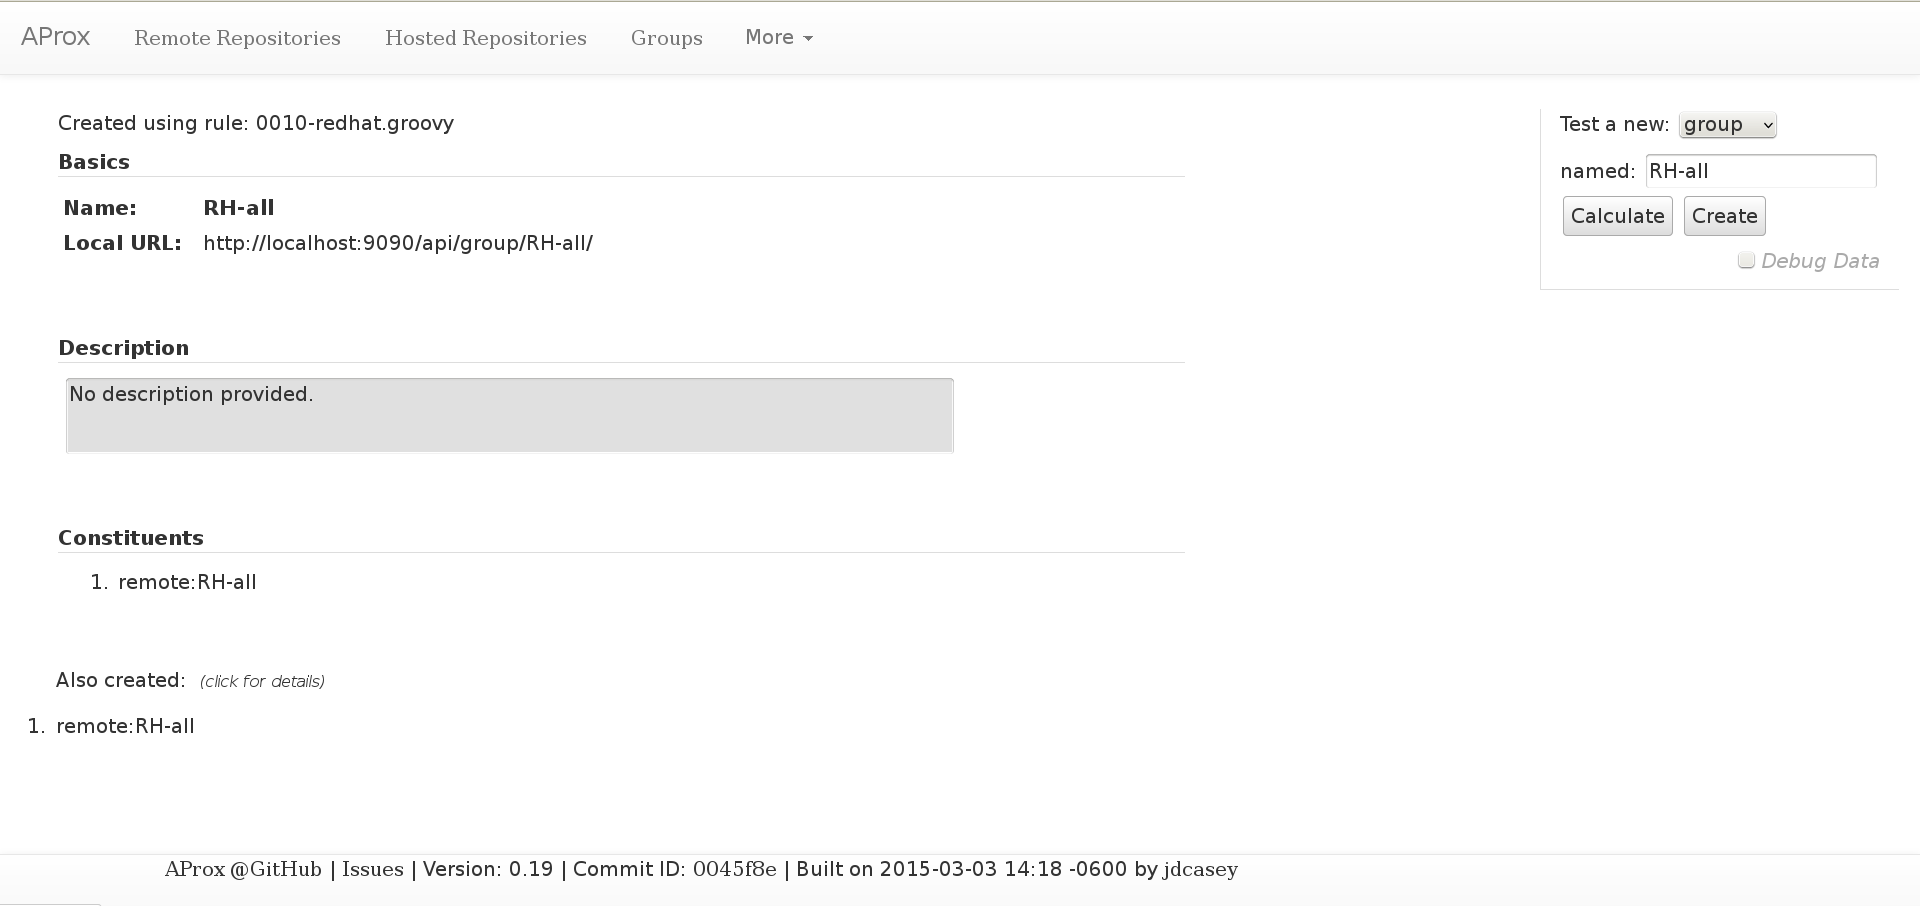 AProx Remote Repositories Hosted Repositories Groups More
Created using rule: 0010-redhat.groovy
Basics
Name: RH-all
Local URL: http://localhost:9090/api/group/RH-all/
Description
No description provided.
Constituents
1. remote:RH-all
Also created: (click for details)
1. remote:RH-all
Test a new: group
named: RH-all
Calculate Create
Debug Data
AProx @GitHub | Issues | Version: 0.19 | Commit ID: 0045f8e | Built on 2015-03-03 14:18 -0600 by jdcasey